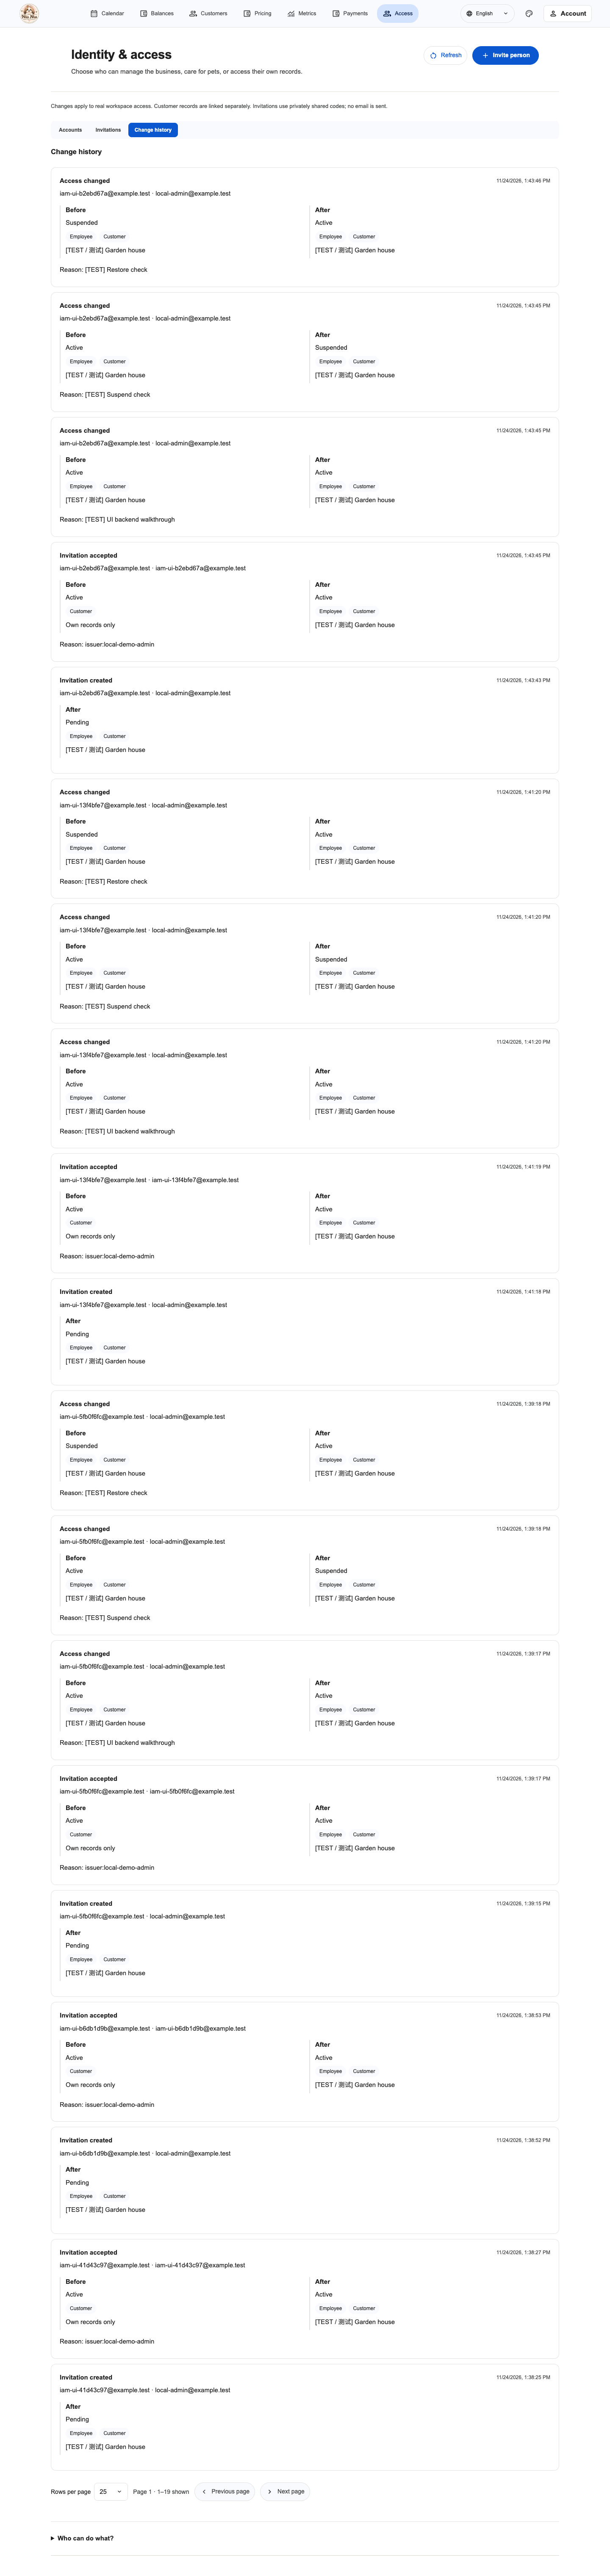 Calendar Balances Customers Pricing Metrics Payments Access English Account
Identity & access
Choose who can manage the business, care for pets, or access their own records.
Refresh Invite person
Changes apply to real workspace access. Customer records are linked separately. Invitations use privately shared codes; no email is sent.
Accounts Invitations Change history
Change history
Access changed 11/24/2026, 1:43:46 PM
iam-ui-b2ebd67a@example.test · local-admin@example.test
Before After
Suspended Active
Employee Customer Employee Customer
[TEST / 测试] Garden house [TEST / 测试] Garden house
Reason: [TEST] Restore check
Access changed 11/24/2026, 1:43:45 PM
iam-ui-b2ebd67a@example.test · local-admin@example.test
Before After
Active Suspended
Employee Customer Employee Customer
[TEST / 测试] Garden house [TEST / 测试] Garden house
Reason: [TEST] Suspend check
Access changed 11/24/2026, 1:43:45 PM
iam-ui-b2ebd67a@example.test · local-admin@example.test
Before After
Active Active
Employee Customer Employee Customer
[TEST / 测试] Garden house [TEST / 测试] Garden house
Reason: [TEST] UI backend walkthrough
Invitation accepted 11/24/2026, 1:43:45 PM
iam-ui-b2ebd67a@example.test · iam-ui-b2ebd67a@example.test
Before After
Active Active
Customer Employee Customer
Own records only [TEST / 测试] Garden house
Reason: issuer:local-demo-admin
Invitation created 11/24/2026, 1:43:43 PM
iam-ui-b2ebd67a@example.test · local-admin@example.test
After
Pending
Employee Customer
[TEST / 测试] Garden house
Access changed 11/24/2026, 1:41:20 PM
iam-ui-13f4bfe7@example.test · local-admin@example.test
Before After
Suspended Active
Employee Customer Employee Customer
[TEST / 测试] Garden house [TEST / 测试] Garden house
Reason: [TEST] Restore check
Access changed 11/24/2026, 1:41:20 PM
iam-ui-13f4bfe7@example.test · local-admin@example.test
Before After
Active Suspended
Employee Customer Employee Customer
[TEST / 测试] Garden house [TEST / 测试] Garden house
Reason: [TEST] Suspend check
Access changed 11/24/2026, 1:41:20 PM
iam-ui-13f4bfe7@example.test · local-admin@example.test
Before After
Active Active
Employee Customer Employee Customer
[TEST / 测试] Garden house [TEST / 测试] Garden house
Reason: [TEST] UI backend walkthrough
Invitation accepted 11/24/2026, 1:41:19 PM
iam-ui-13f4bfe7@example.test · iam-ui-13f4bfe7@example.test
Before After
Active Active
Customer Employee Customer
Own records only [TEST / 测试] Garden house
Reason: issuer:local-demo-admin
Invitation created 11/24/2026, 1:41:18 PM
iam-ui-13f4bfe7@example.test · local-admin@example.test
After
Pending
Employee Customer
[TEST / 测试] Garden house
Access changed 11/24/2026, 1:39:18 PM
iam-ui-5fb0f6fc@example.test · local-admin@example.test
Before After
Suspended Active
Employee Customer Employee Customer
[TEST / 测试] Garden house [TEST / 测试] Garden house
Reason: [TEST] Restore check
Access changed 11/24/2026, 1:39:18 PM
iam-ui-5fb0f6fc@example.test · local-admin@example.test
Before After
Active Suspended
Employee Customer Employee Customer
[TEST / 测试] Garden house [TEST / 测试] Garden house
Reason: [TEST] Suspend check
Access changed 11/24/2026, 1:39:17 PM
iam-ui-5fb0f6fc@example.test · local-admin@example.test
Before After
Active Active
Employee Customer Employee Customer
[TEST / 测试] Garden house [TEST / 测试] Garden house
Reason: [TEST] UI backend walkthrough
Invitation accepted 11/24/2026, 1:39:17 PM
iam-ui-5fb0f6fc@example.test · iam-ui-5fb0f6fc@example.test
Before After
Active Active
Customer Employee Customer
Own records only [TEST / 测试] Garden house
Reason: issuer:local-demo-admin
Invitation created 11/24/2026, 1:39:15 PM
iam-ui-5fb0f6fc@example.test · local-admin@example.test
After
Pending
Employee Customer
[TEST / 测试] Garden house
Invitation accepted 11/24/2026, 1:38:53 PM
iam-ui-b6db1d9b@example.test · iam-ui-b6db1d9b@example.test
Before After
Active Active
Customer Employee Customer
Own records only [TEST / 测试] Garden house
Reason: issuer:local-demo-admin
Invitation created 11/24/2026, 1:38:52 PM
iam-ui-b6db1d9b@example.test · local-admin@example.test
After
Pending
Employee Customer
[TEST / 测试] Garden house
Invitation accepted 11/24/2026, 1:38:27 PM
iam-ui-41d43c97@example.test · iam-ui-41d43c97@example.test
Before After
Active Active
Customer Employee Customer
Own records only [TEST / 测试] Garden house
Reason: issuer:local-demo-admin
Invitation created 11/24/2026, 1:38:25 PM
iam-ui-41d43c97@example.test · local-admin@example.test
After
Pending
Employee Customer
[TEST / 测试] Garden house
Rows per page 25 Page 1 · 1–19 shown Previous page Next page
Who can do what?